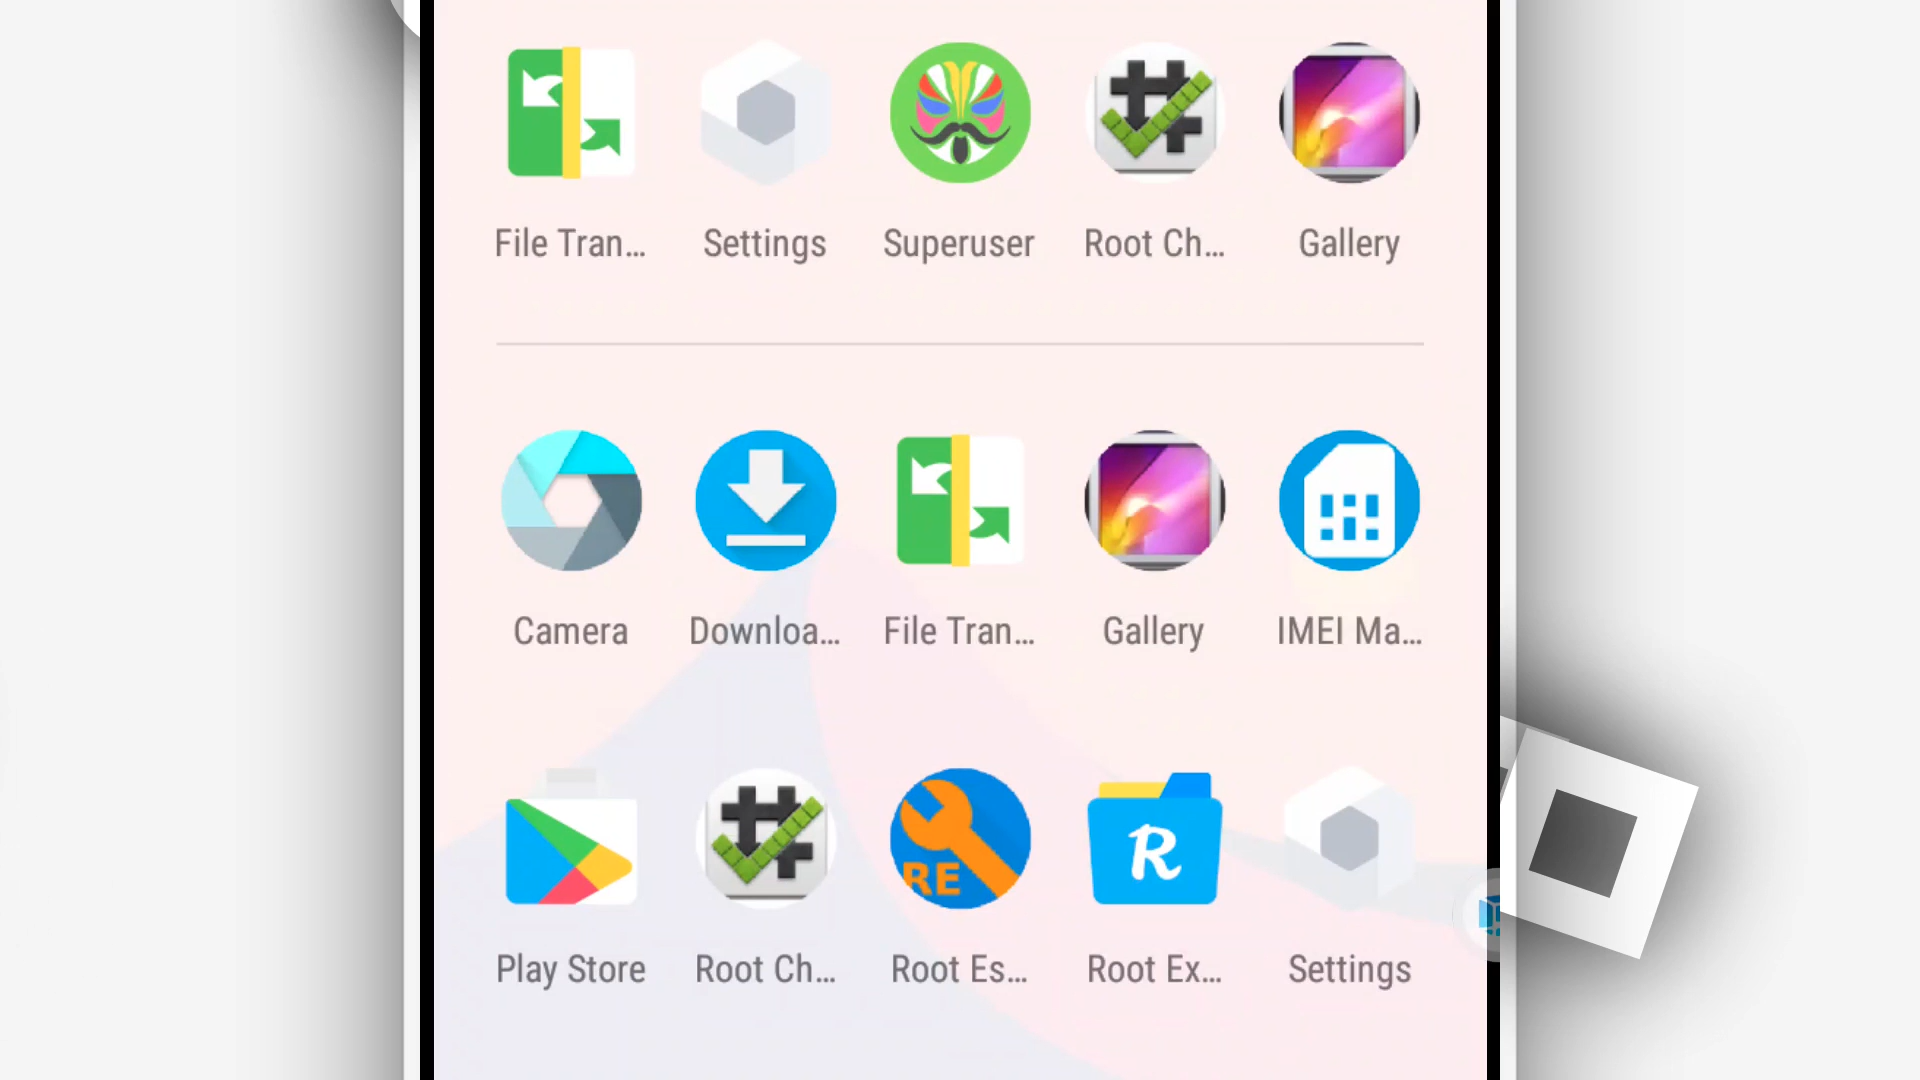 File Tran...
Settings
Superuser
Root Ch...
Gallery
Camera
Downloa...
File Tran...
Gallery
IMEI Ma...
RE
R
Play Store
Root Ch...
Root Es...
Root Ex...
Settings